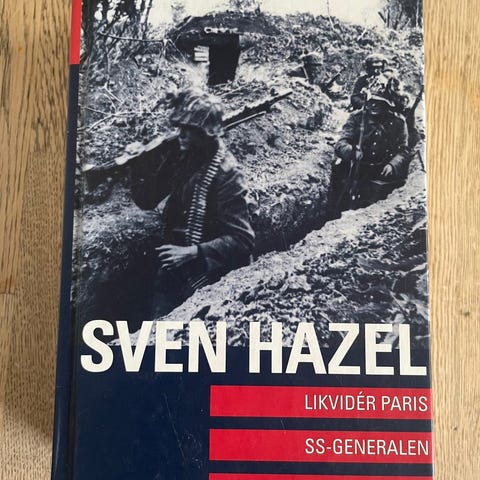 SVEN HAZEL
LIKVIDÉR PARIS
SS-GENERALEN